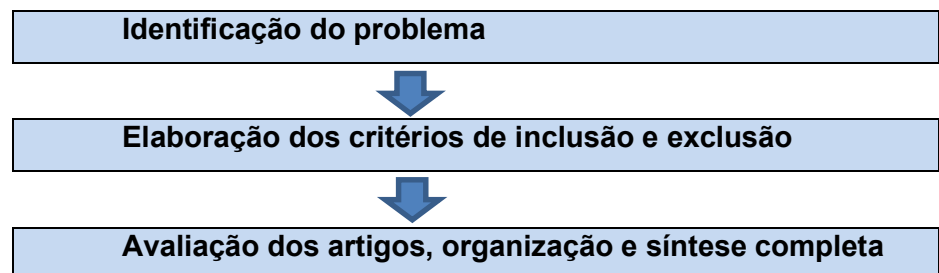 Identificação do problema
Elaboração dos critérios de inclusão e exclusão
Avaliação dos artigos, organização e síntese completa